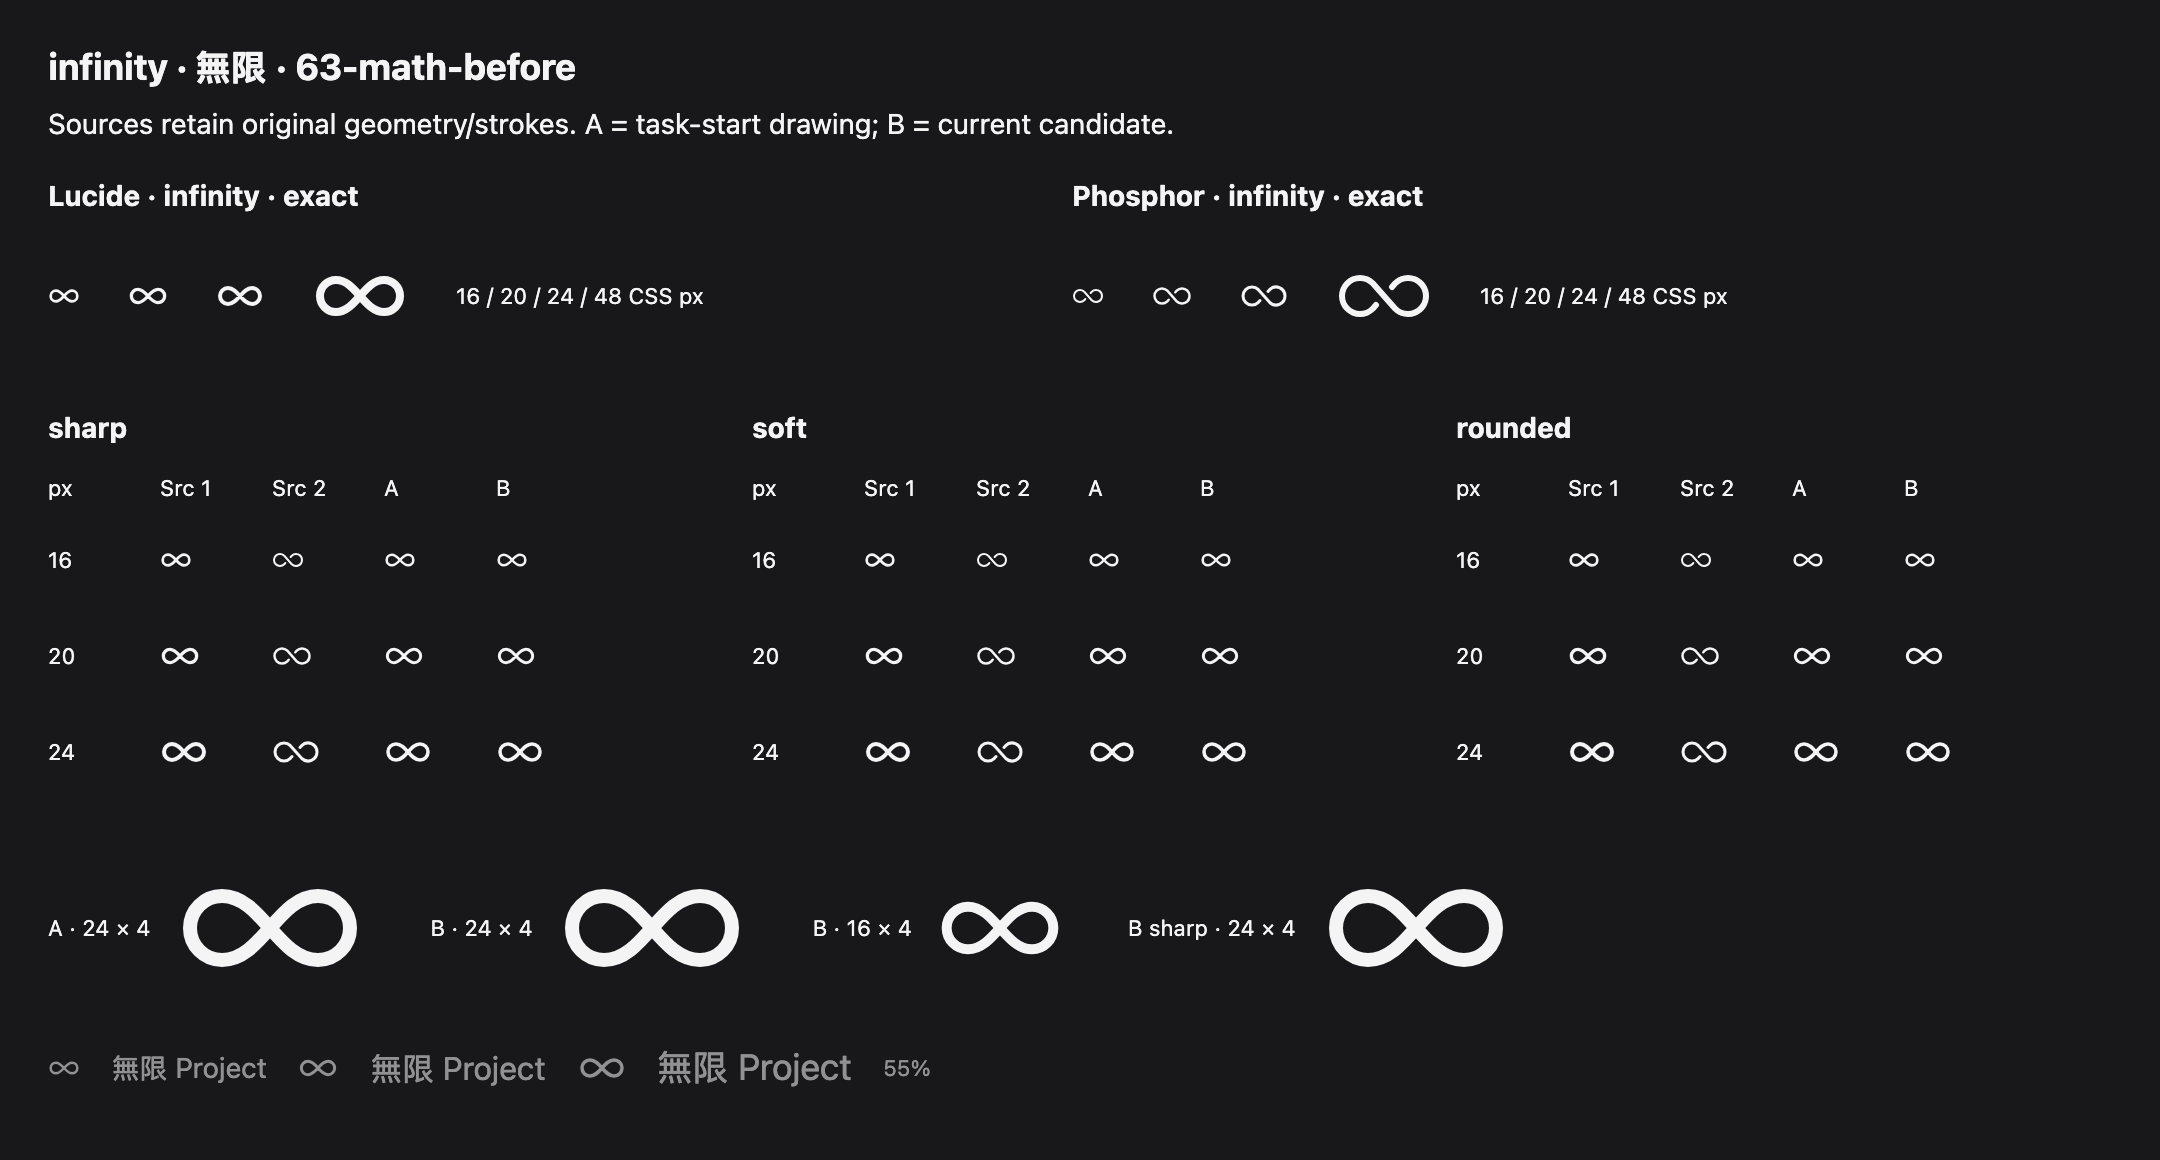 infinity · 無限 · 63-math-before
Sources retain original geometry/strokes. A = task-start drawing; B = current candidate.
Lucide · infinity · exact
Phosphor · infinity · exact
16 / 20 / 24 / 48 CSS px
16 / 20 / 24 / 48 CSS px
sharp
soft
rounded
px Src 1 Src 2 A B
px Src 1 Src 2 A B
px Src 1 Src 2 A B
16
16
16
20
20
20
24
24
24
A · 24 × 4
B · 24 × 4
B · 16 × 4
B sharp · 24 × 4
無限 Project
無限 Project
無限 Project
55%